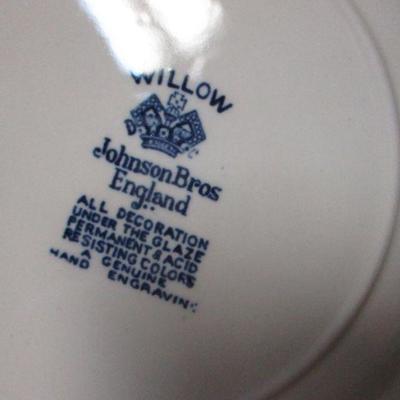 WILLOW
D C
Johnson Bros
England
ALL DECORATION
UNDER THE GLAZE
PERMANENT & ACID
RESISTING COLORS
A GENUINE
HAND ENGRAVING